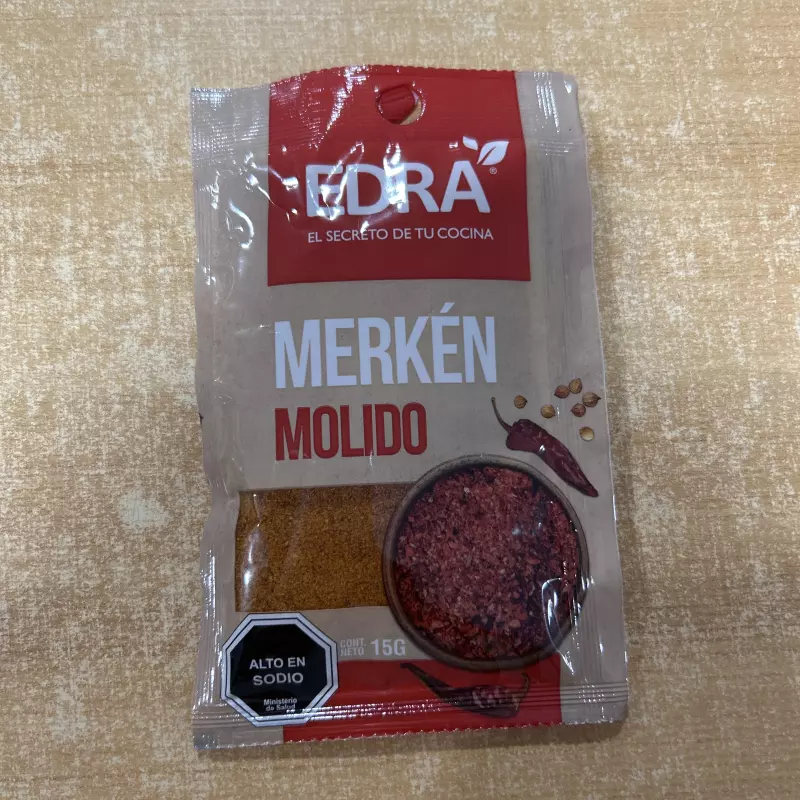 EDRA®
EL SECRETO DE TU COCINA
MERKÉN
MOLIDO
CONT. NETO 15G
ALTO EN
SODIO
Ministerio
de Salud